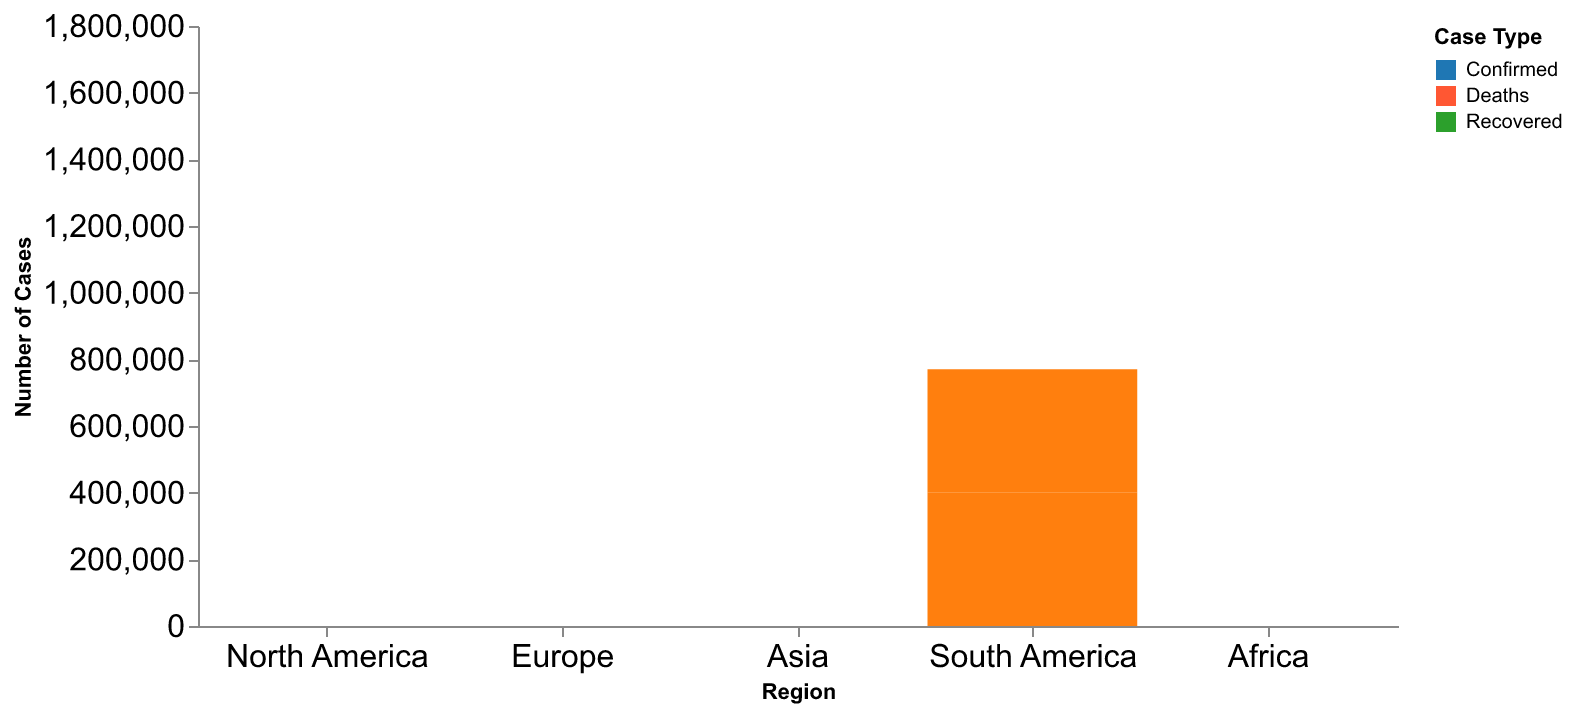 1,800,000
1,600,000
1,400,000
1,200,000
1,000,000
800,000
600,000
400,000
200,000
0
Number of Cases
North America
Europe
Asia
South America
Africa
Region
Case Type
Confirmed
Deaths
Recovered